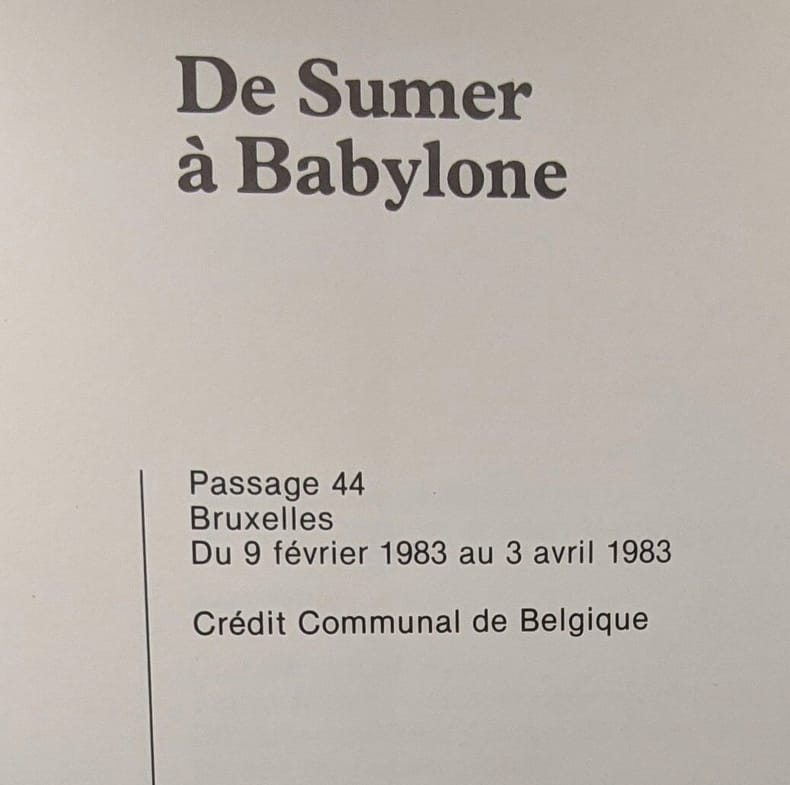 De Sumer
à Babylone
Passage 44
Bruxelles
Du 9 février 1983 au 3 avril 1983
Crédit Communal de Belgique